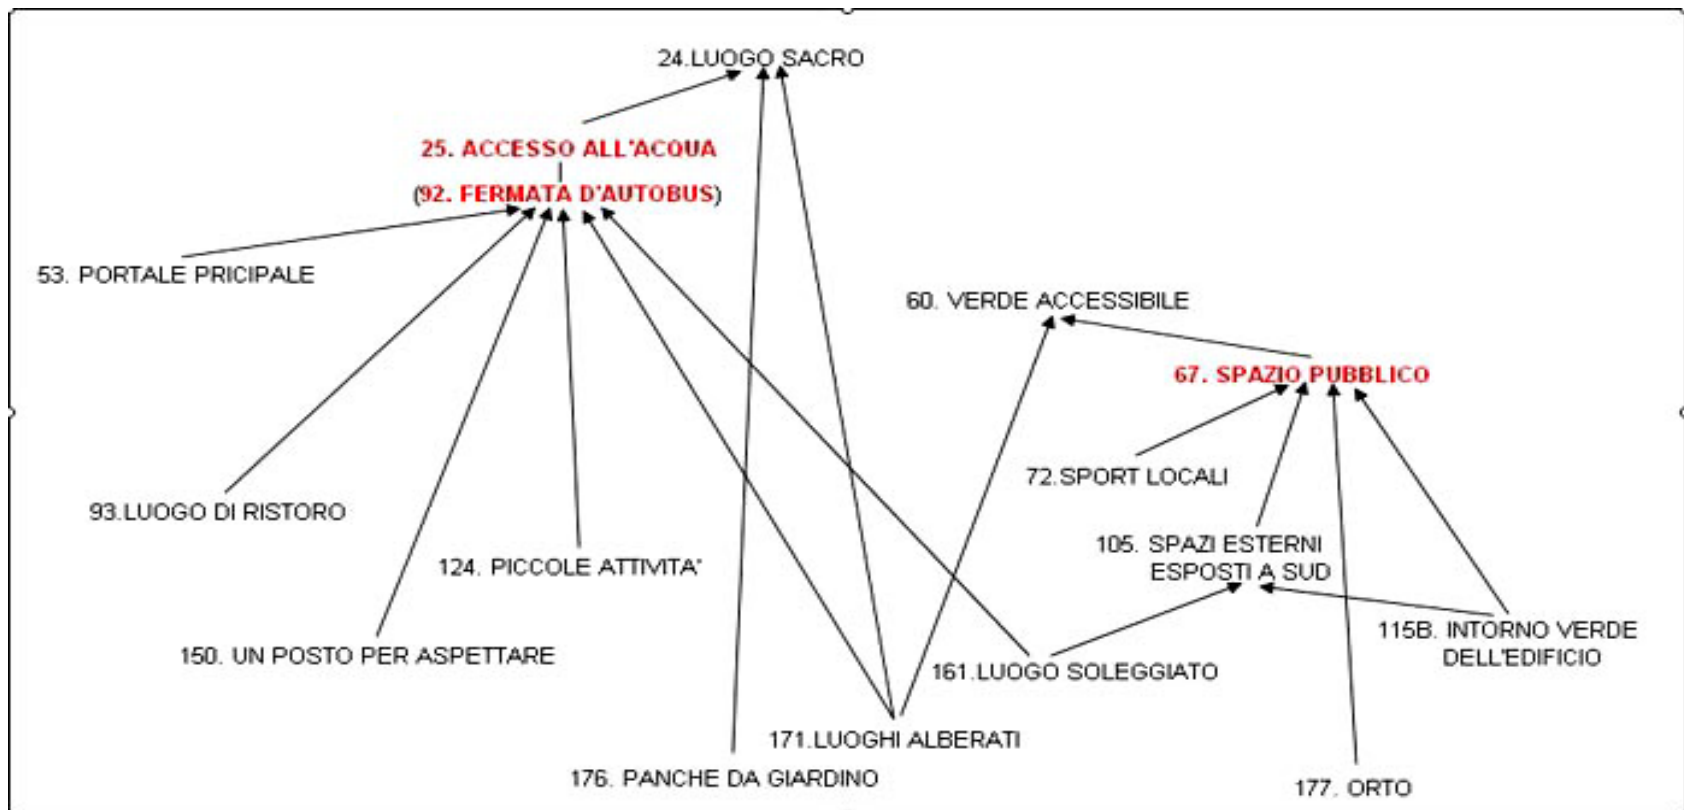 24.LUOGO SACRO
25. ACCESSO ALL'ACQUA
(92. FERMATA D'AUTOBUS)
53. PORTALE PRICIPALE
60. VERDE ACCESSIBILE
67. SPAZIO PUBBLICO
72.SPORT LOCALI
93.LUOGO DI RISTORO
105. SPAZI ESTERNI
ESPOSTI A SUD
124. PICCOLE ATTIVITA'
115B. INTORNO VERDE
DELL'EDIFICIO
150. UN POSTO PER ASPETTARE
161.LUOGO SOLEGGIATO
171.LUOGHI ALBERATI
176. PANCHE DA GIARDINO
177. ORTO